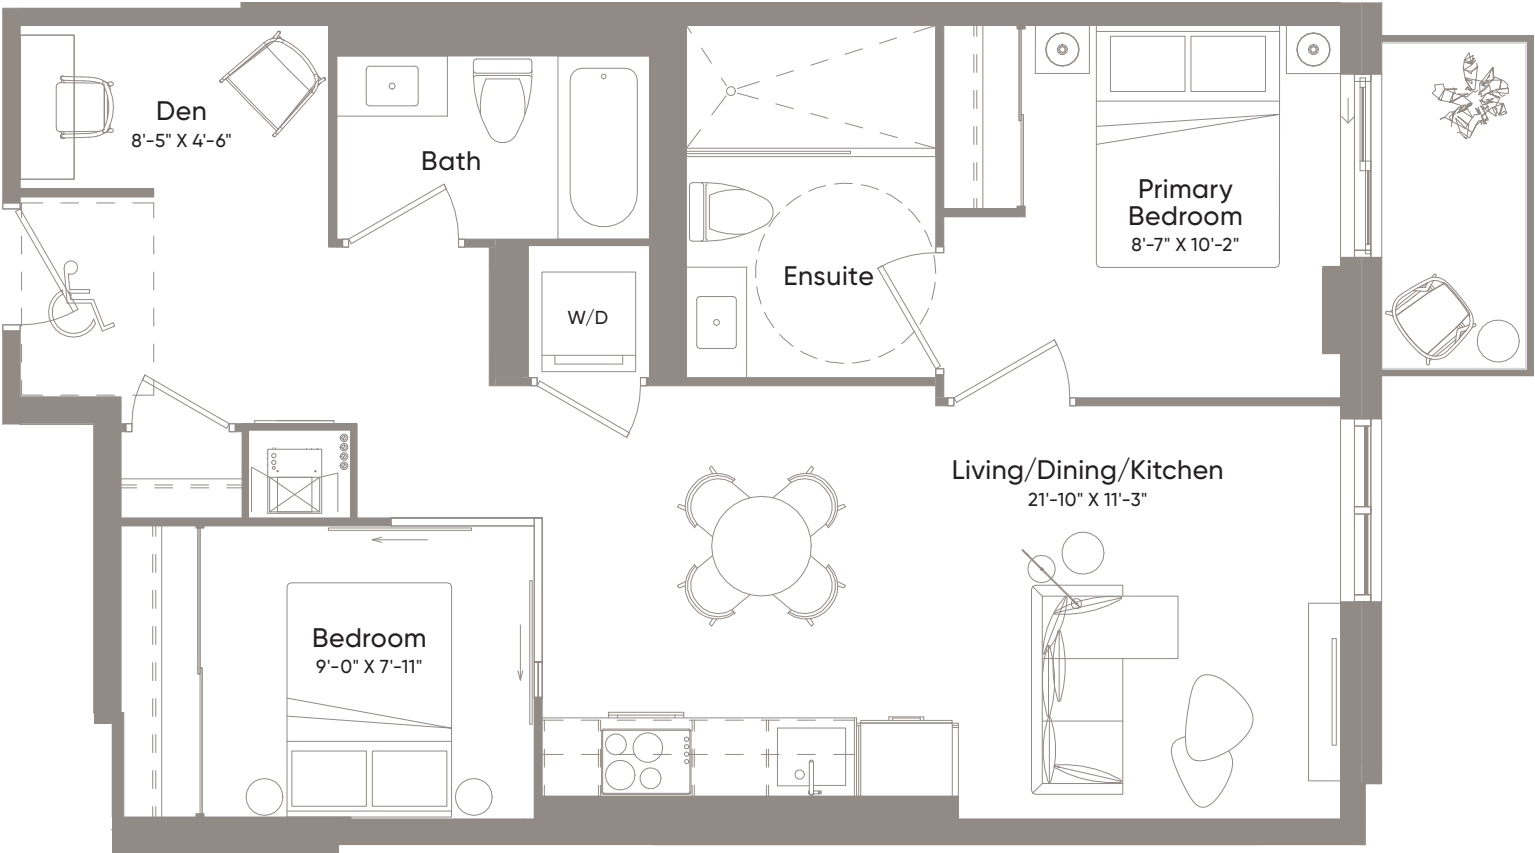 Den
8'-5" X 4'-6"
Bath
Primary
Bedroom
8'-7" X 10'-2"
Ensuite
W/D
Living/Dining/Kitchen
21'-10" X 11'-3"
Bedroom
9'-0" X 7'-11"